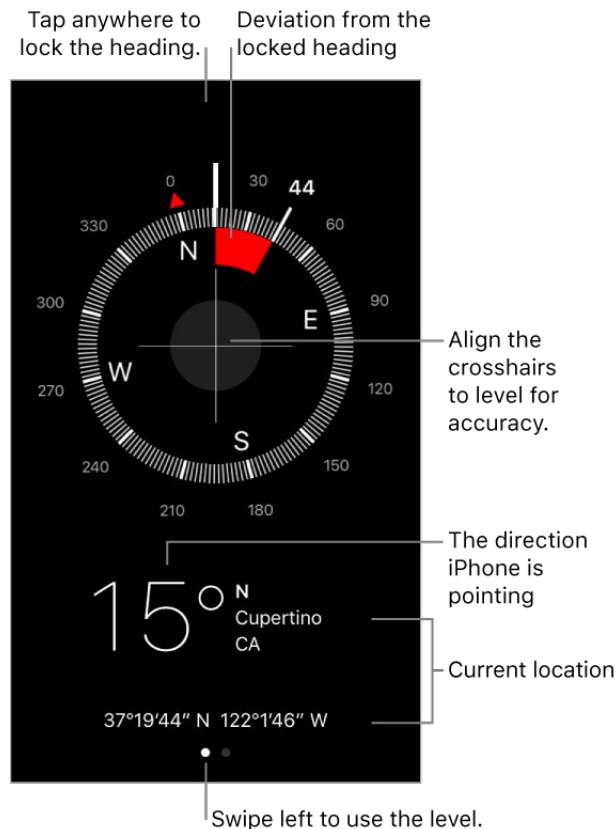 Tap anywhere to
lock the heading.
Deviation from the
locked heading
0
30
44
330
60
N
300
90
E
W
270
120
S
240
150
210
180
Align the
crosshairs
to level for
accuracy.
The direction
iPhone is
pointing
15°
N
Cupertino
CA
Current location
37°19′44″ N 122°1′46″ W
Swipe left to use the level.